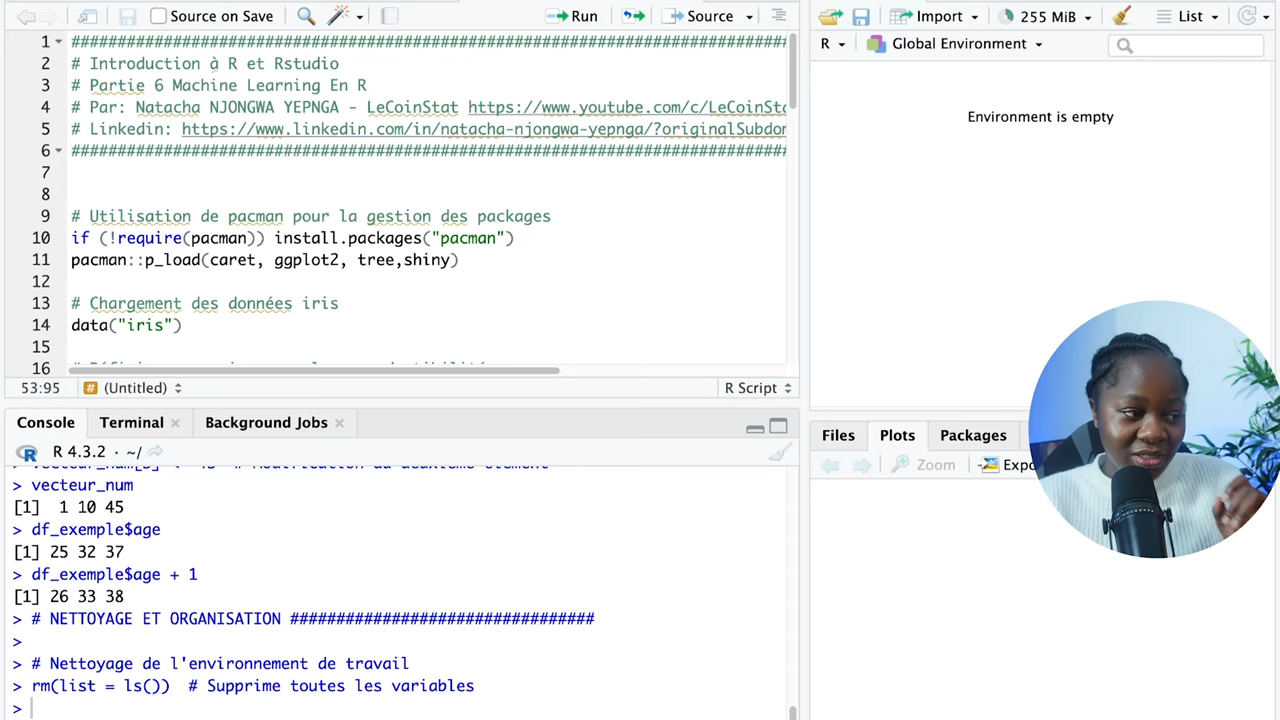 Source on Save Run Source
1 ################################################################################
2 # Introduction à R et Rstudio
3 # Partie 6 Machine Learning En R
4 # Par: Natacha NJONGWA YEPNGA - LeCoinStat https://www.youtube.com/c/LeCoinSt
5 # Linkedin: https://www.linkedin.com/in/natacha-njongwa-yepnga/?originalSubdom
6 ################################################################################
7
8
9 # Utilisation de pacman pour la gestion des packages
10 if (!require(pacman)) install.packages("pacman")
11 pacman::p_load(caret, ggplot2, tree,shiny)
12
13 # Chargement des données iris
14 data("iris")
15
16
53:95 # (Untitled) R Script
Console Terminal Background Jobs
R 4.3.2 · ~/
> vecteur_num
[1] 1 10 45
> df_exemple$age
[1] 25 32 37
> df_exemple$age + 1
[1] 26 33 38
> # NETTOYAGE ET ORGANISATION #################################
>
> # Nettoyage de l'environnement de travail
> rm(list = ls()) # Supprime toutes les variables
>
Import 255 MiB List
R Global Environment
Environment is empty
Files Plots Packages
Zoom Expo